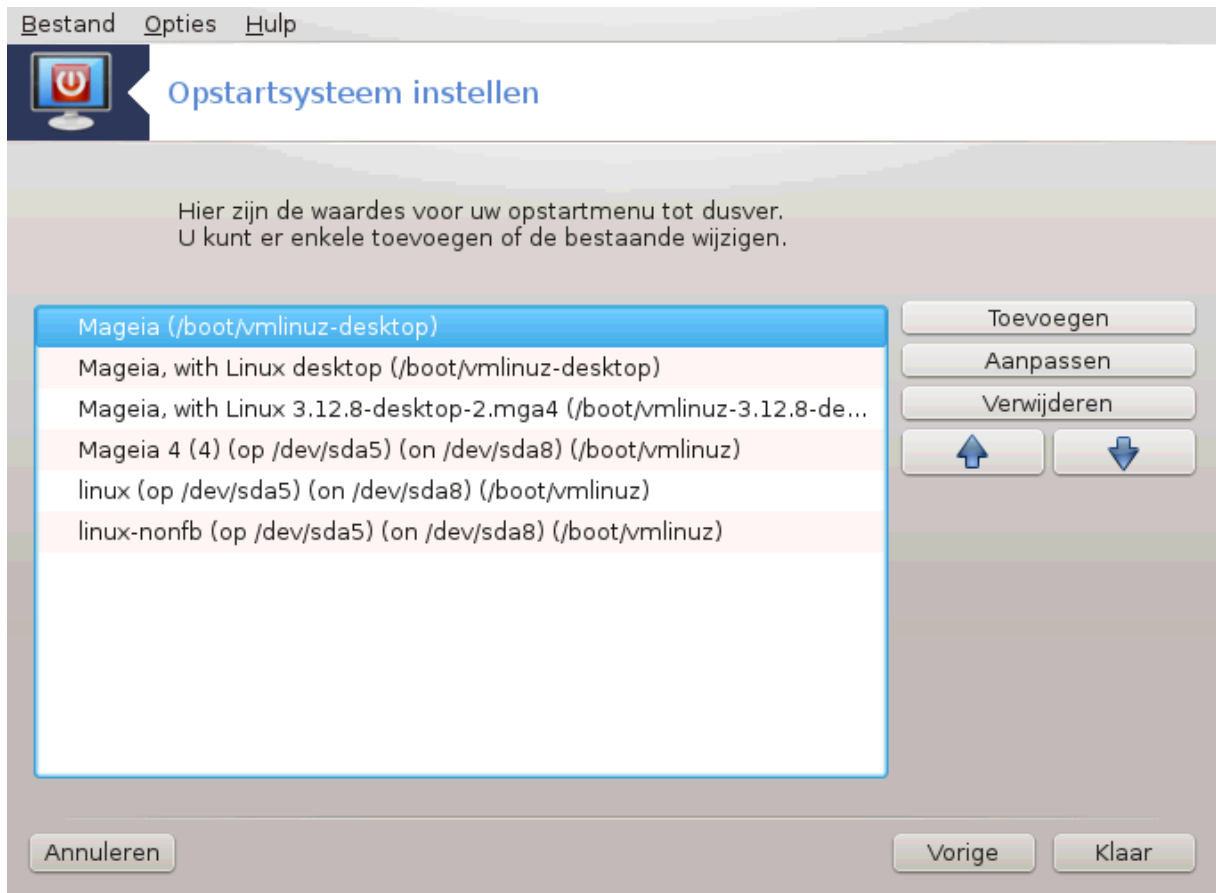 Bestand Opties Hulp
Opstartsysteem instellen
Hier zijn de waardes voor uw opstartmenu tot dusver.
U kunt er enkele toevoegen of de bestaande wijzigen.
Mageia (/boot/vmlinuz-desktop)
Mageia, with Linux desktop (/boot/vmlinuz-desktop)
Mageia, with Linux 3.12.8-desktop-2.mga4 (/boot/vmlinuz-3.12.8-de...
Mageia 4 (4) (op /dev/sda5) (on /dev/sda8) (/boot/vmlinuz)
linux (op /dev/sda5) (on /dev/sda8) (/boot/vmlinuz)
linux-nonfb (op /dev/sda5) (on /dev/sda8) (/boot/vmlinuz)
Toevoegen
Aanpassen
Verwijderen
Annuleren Vorige Klaar